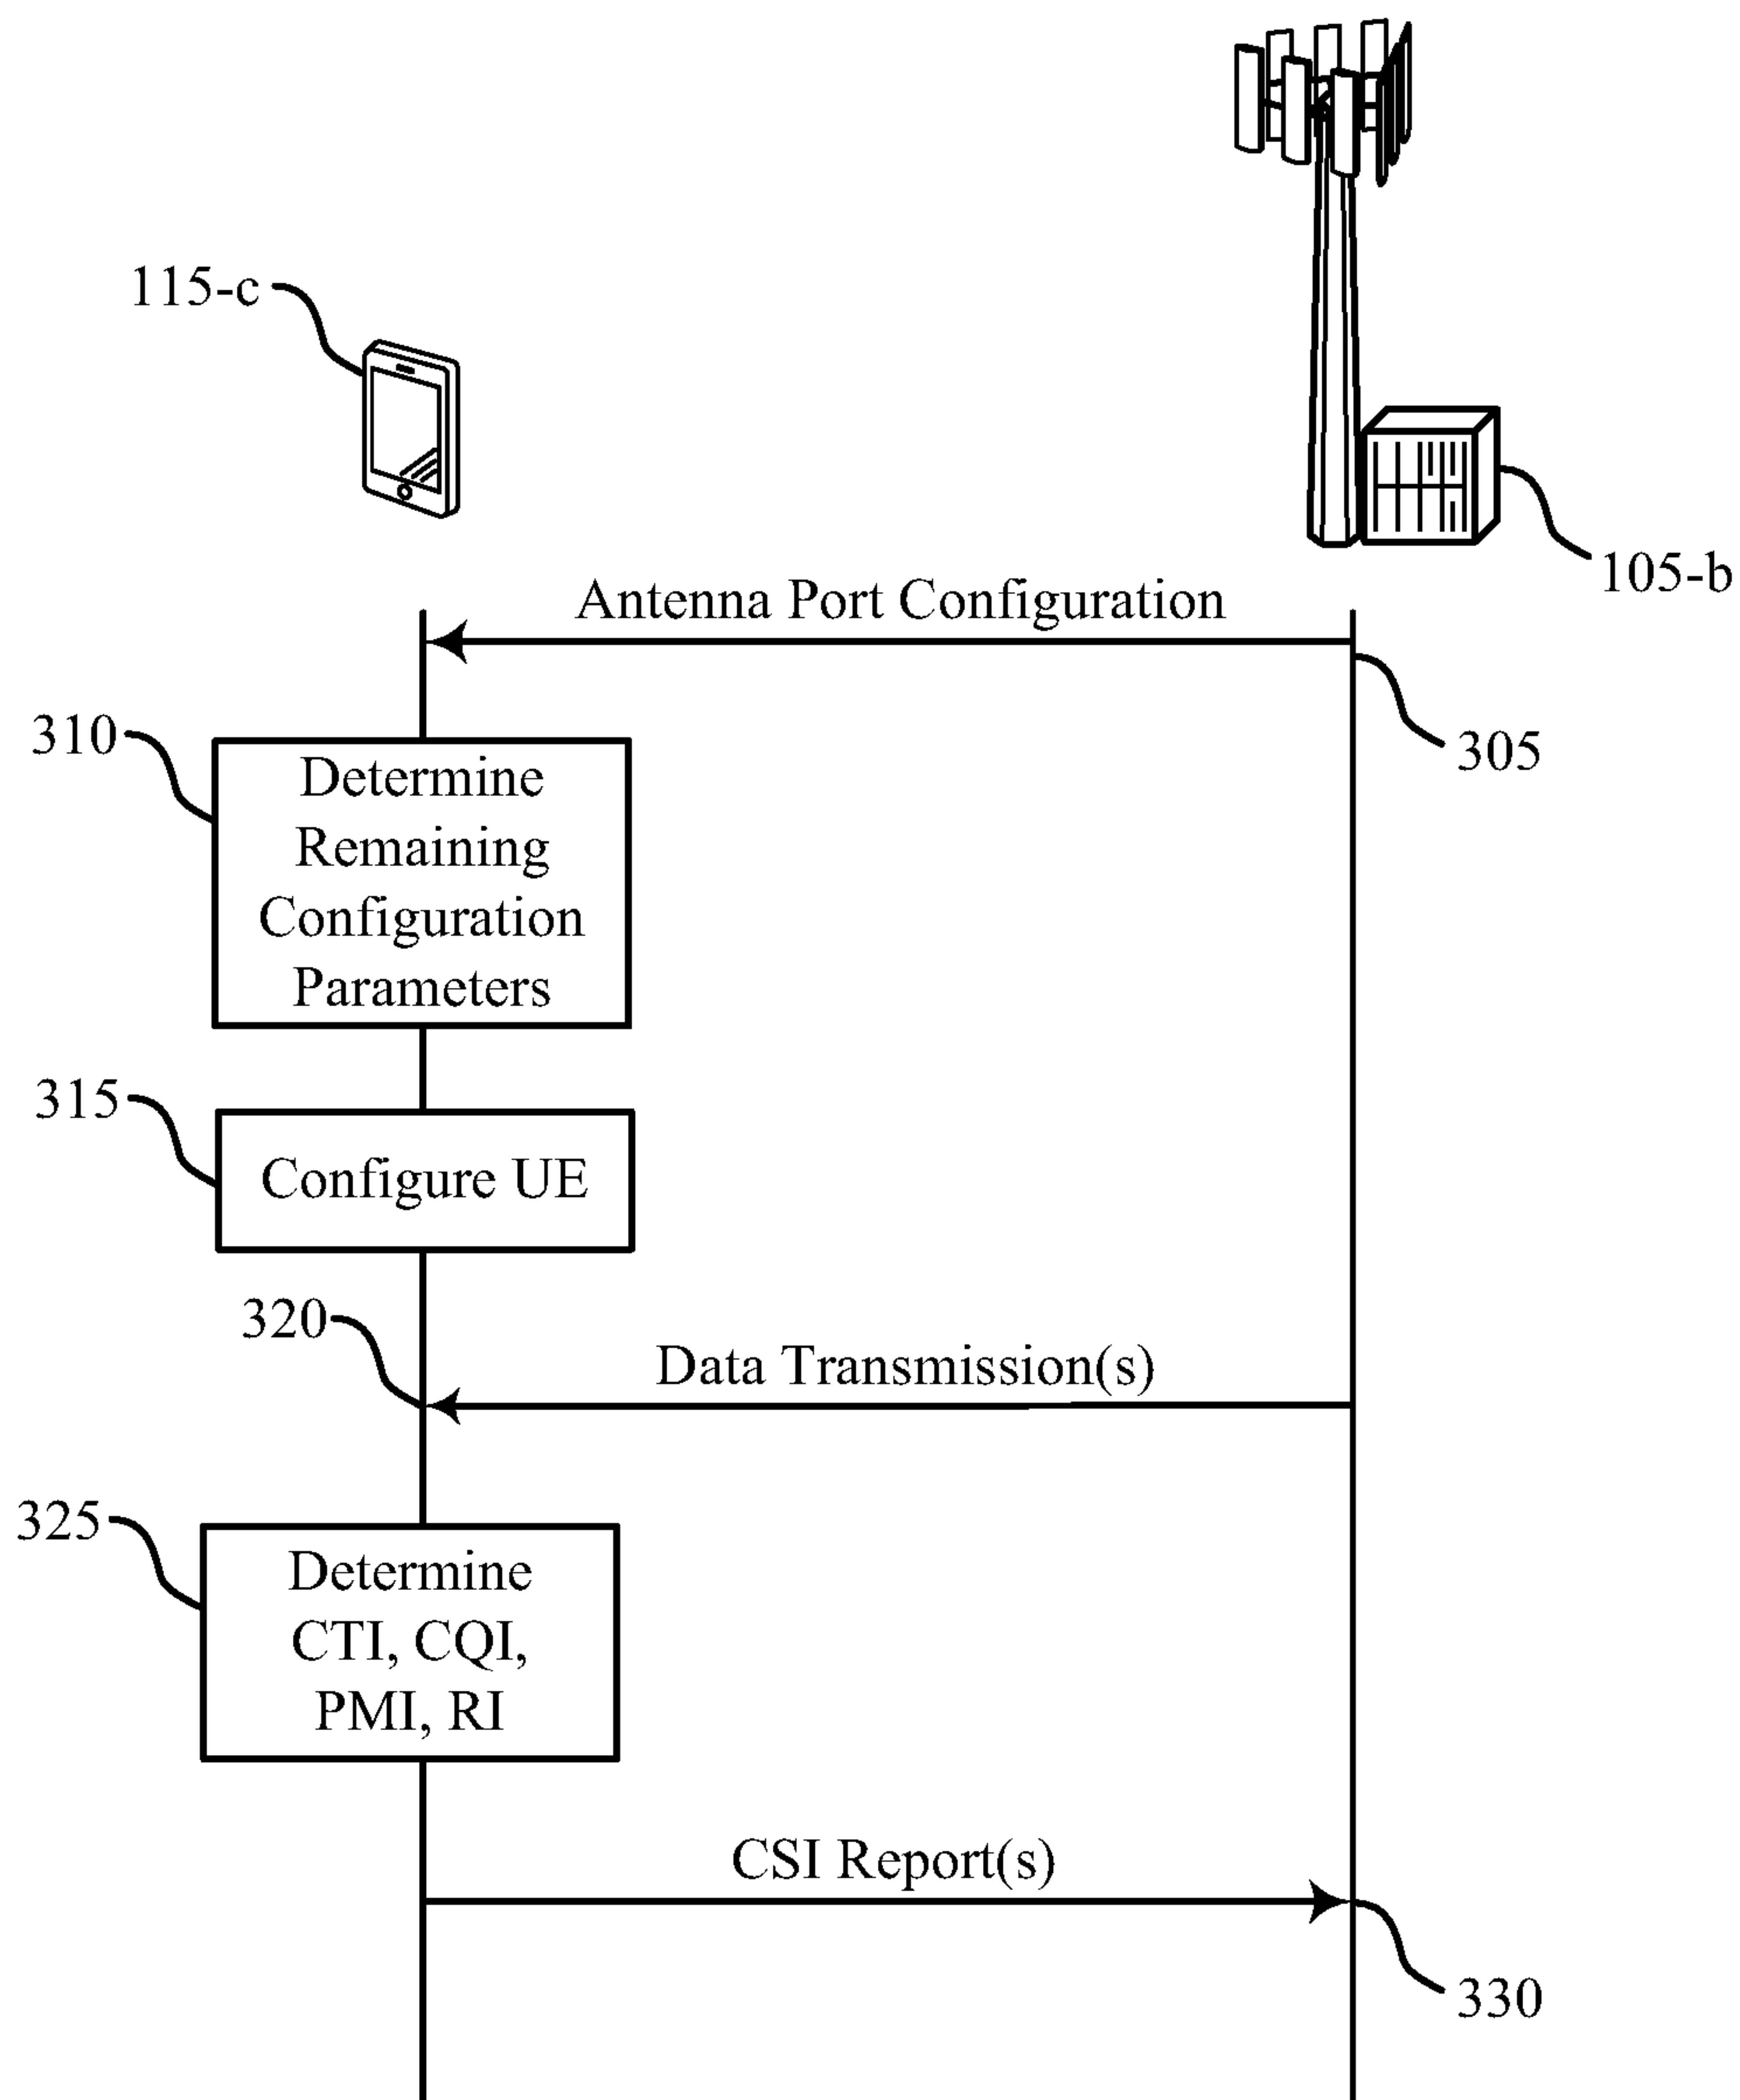 115-c
105-b
Antenna Port Configuration
305
310
Determine
Remaining
Configuration
Parameters
315
Configure UE
320
Data Transmission(s)
325
Determine
CTI, CQI,
PMI, RI
CSI Report(s)
330